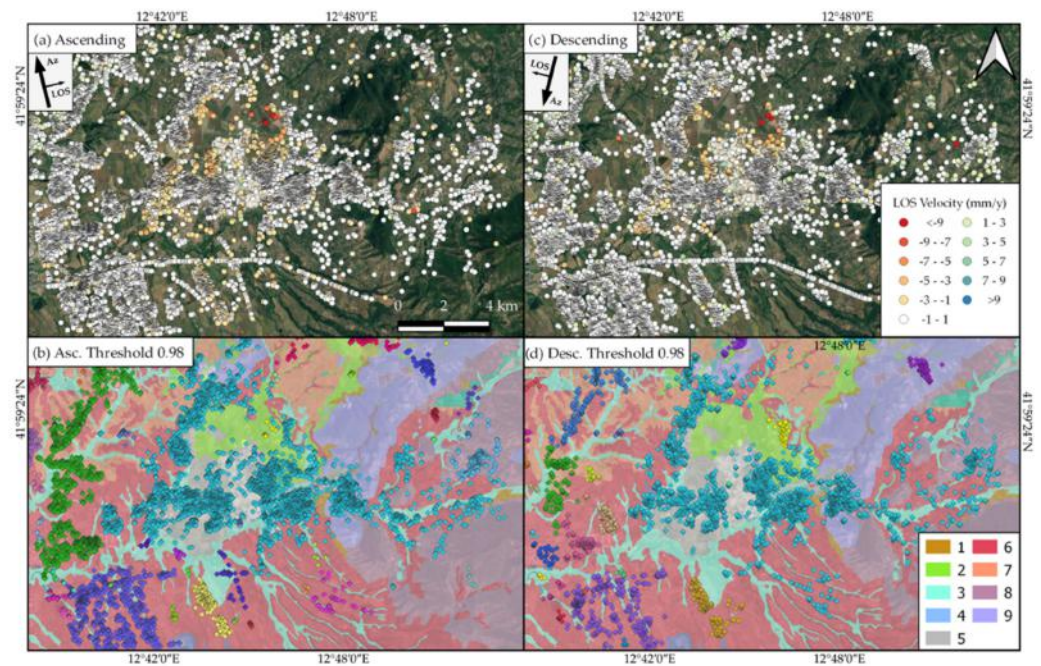 12°42'0"E 12°48'0"E 12°42'0"E 12°48'0"E
(a) Ascending
(c) Descending
Az
LOS
LOS
Az
41°59'24"N
41°59'24"N
LOS Velocity (mm/y)
<-9 1 - 3
-9 - -7 3 - 5
-7 - -5 5 - 7
-5 - -3 7 - 9
-3 - -1 >9
-1 - 1
0 2 4 km
(b) Asc. Threshold 0.98
(d) Desc. Threshold 0.98
12°48'0"E
41°59'24"N
41°59'24"N
1 6
2 7
3 8
4 9
5
12°42'0"E 12°48'0"E 12°42'0"E 12°48'0"E